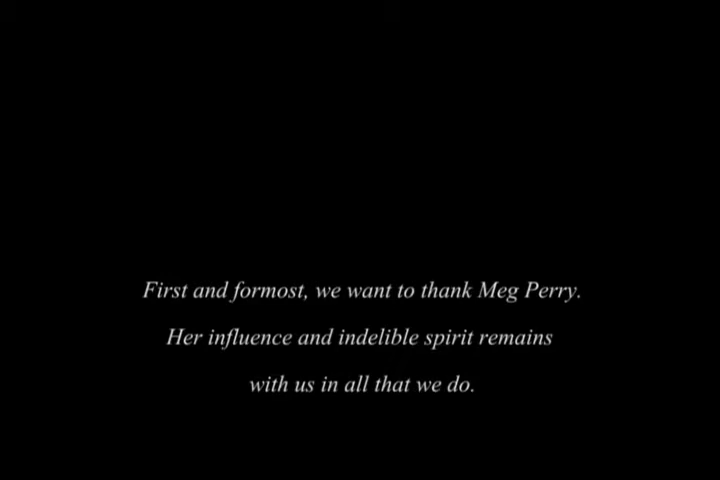 First and formost, we want to thank Meg Perry.
Her influence and indelible spirit remains
with us in all that we do.